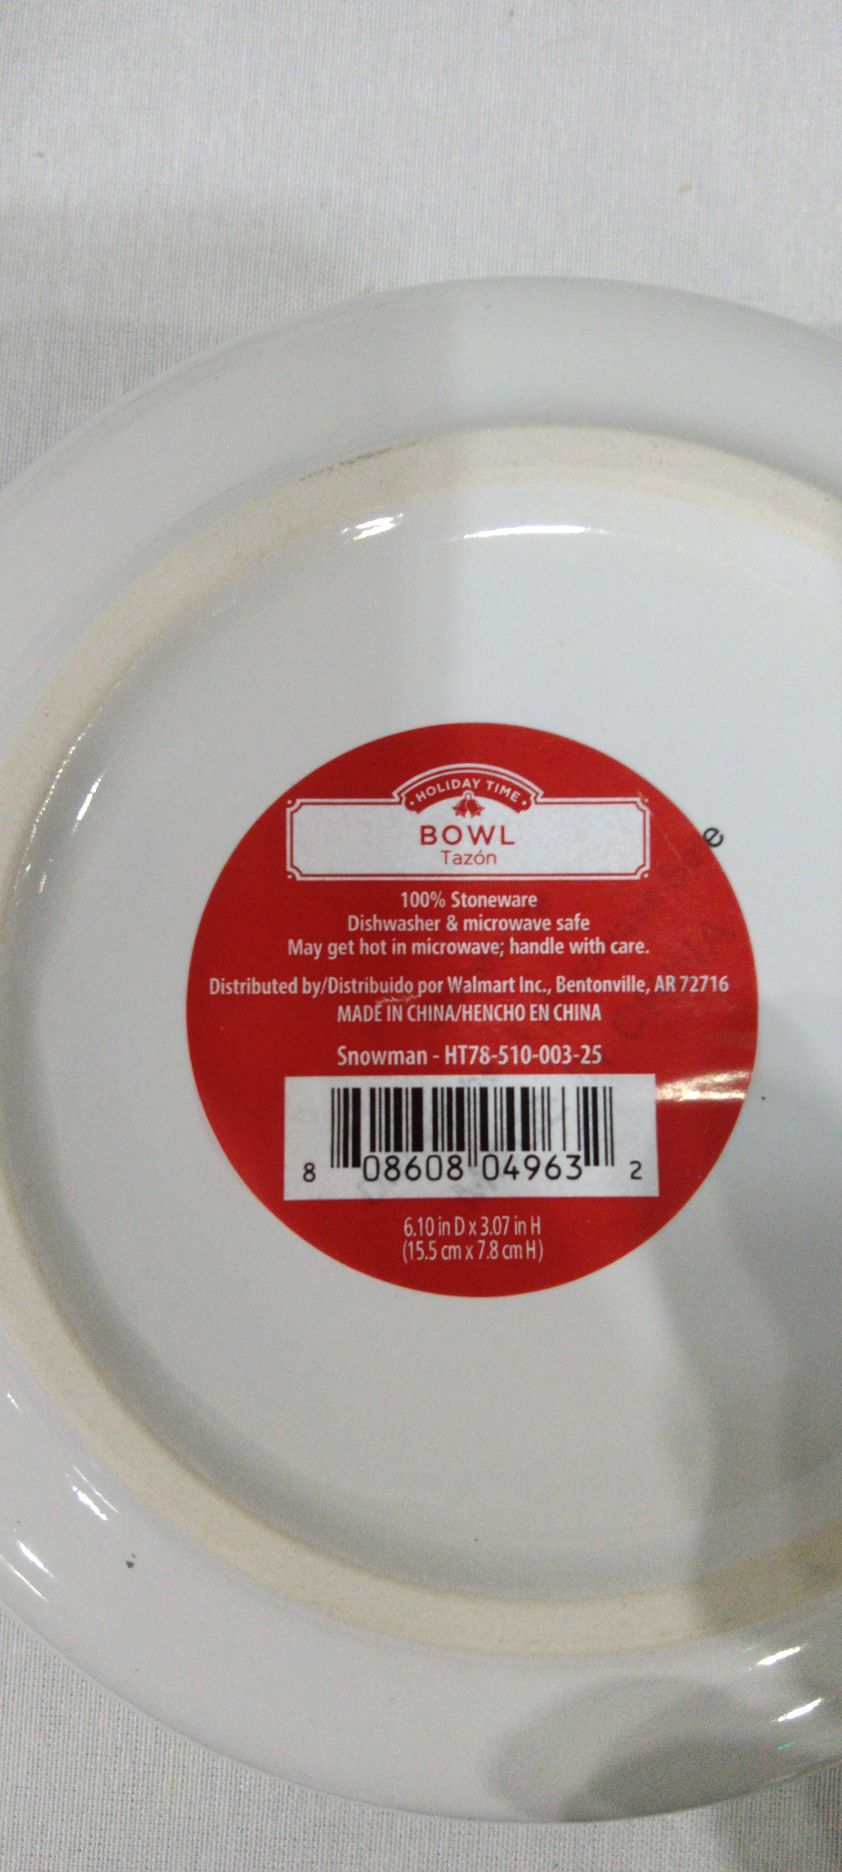 HOLIDAY TIME
BOWL
Tazón
e
100% Stoneware
Dishwasher & microwave safe
May get hot in microwave; handle with care.
Distributed by/Distribuido por Walmart Inc., Bentonville, AR 72716
MADE IN CHINA/HENCHO EN CHINA
Snowman - HT78-510-003-25
8 08608 04963 2
6.10 in D x 3.07 in H
(15.5 cm x 7.8 cm H)